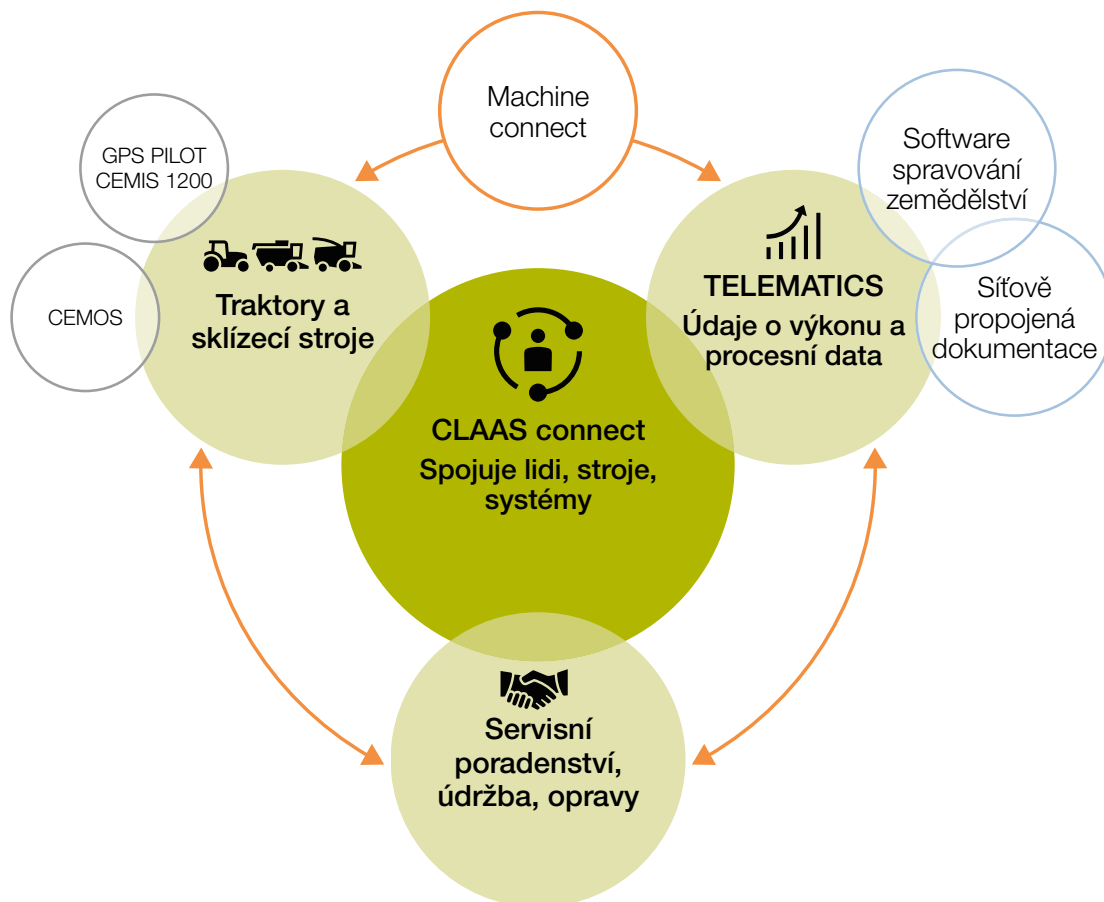 Machine
connect
GPS PILOT
CEMIS 1200
CEMOS
Traktory a
sklízecí stroje
Software
spravování
zemědělství
TELEMATICS
Údaje o výkonu a
procesní data
Síťově
propojená
dokumentace
CLAAS connect
Spojuje lidi, stroje,
systémy
Servisní
poradenství,
údržba, opravy